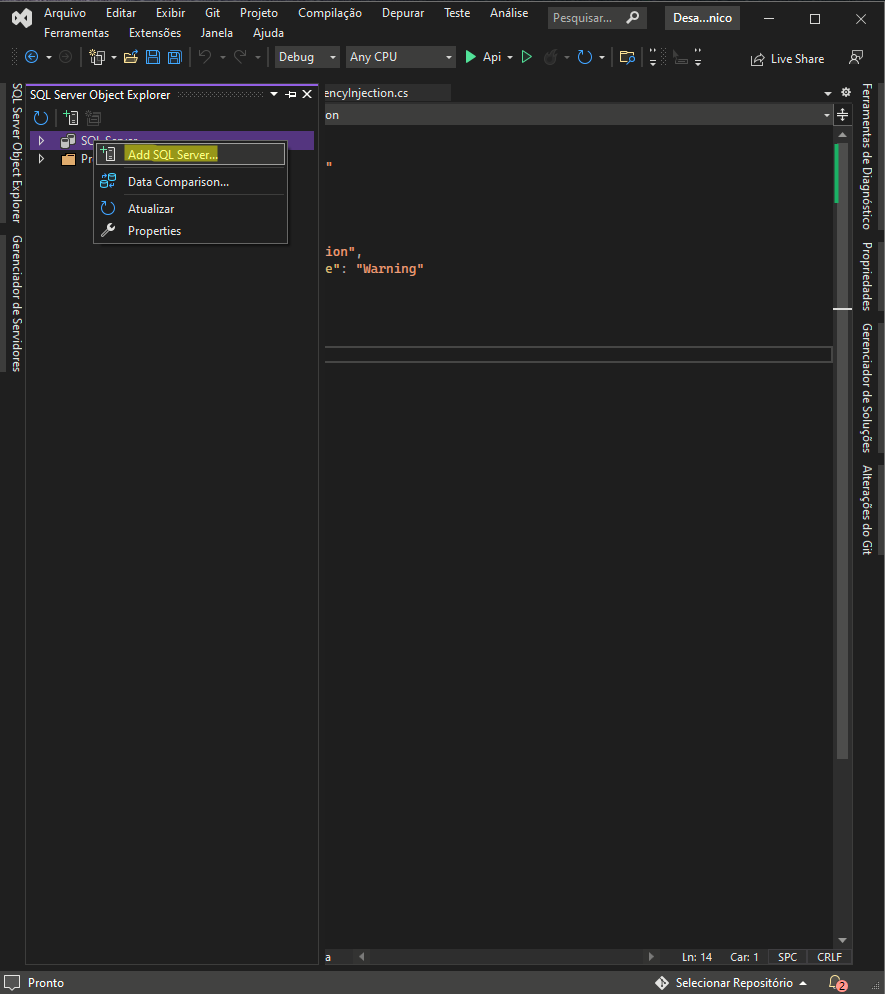 Arquivo Editar Exibir Git Projeto Compilação Depurar Teste Análise Pesquisar... Desa...nico
Ferramentas Extensões Janela Ajuda
Debug Any CPU Api Live Share
SQL Server Object Explorer
encyInjection.cs
on
SQL Server
Add SQL Server...
Data Comparison...
Atualizar
Properties
"
ion",
e": "Warning"
SQL Server Object Explorer
Gerenciador de Servidores
Ferramentas de Diagnóstico
Propriedades
Gerenciador de Soluções
Alterações do Git
a Ln: 14 Car: 1 SPC CRLF
Pronto Selecionar Repositório 2